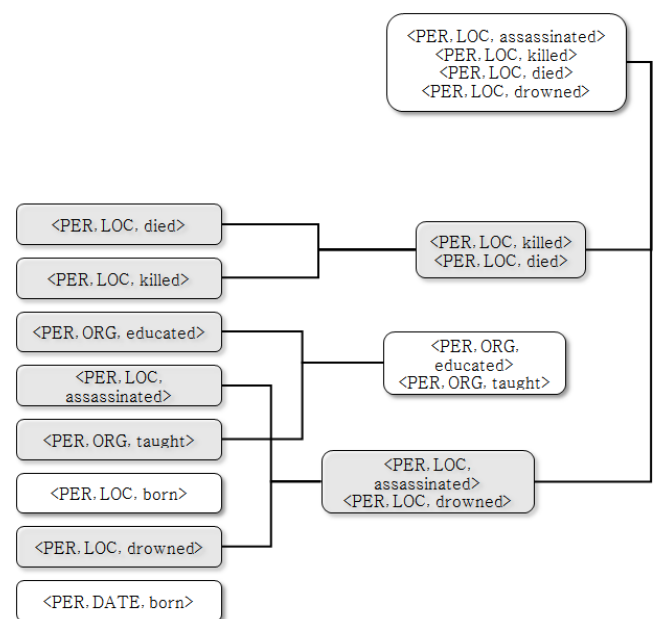 <PER, LOC, assassinated>
<PER, LOC, killed>
<PER, LOC, died>
<PER, LOC, drowned>
<PER, LOC, died>
<PER, LOC, killed>
<PER, LOC, killed>
<PER, LOC, died>
<PER, ORG, educated>
<PER, LOC,
assassinated>
<PER, ORG,
educated>
<PER, ORG, taught>
<PER, ORG, taught>
<PER, LOC, born>
<PER, LOC,
assassinated>
<PER, LOC, drowned>
<PER, LOC, drowned>
<PER, DATE, born>